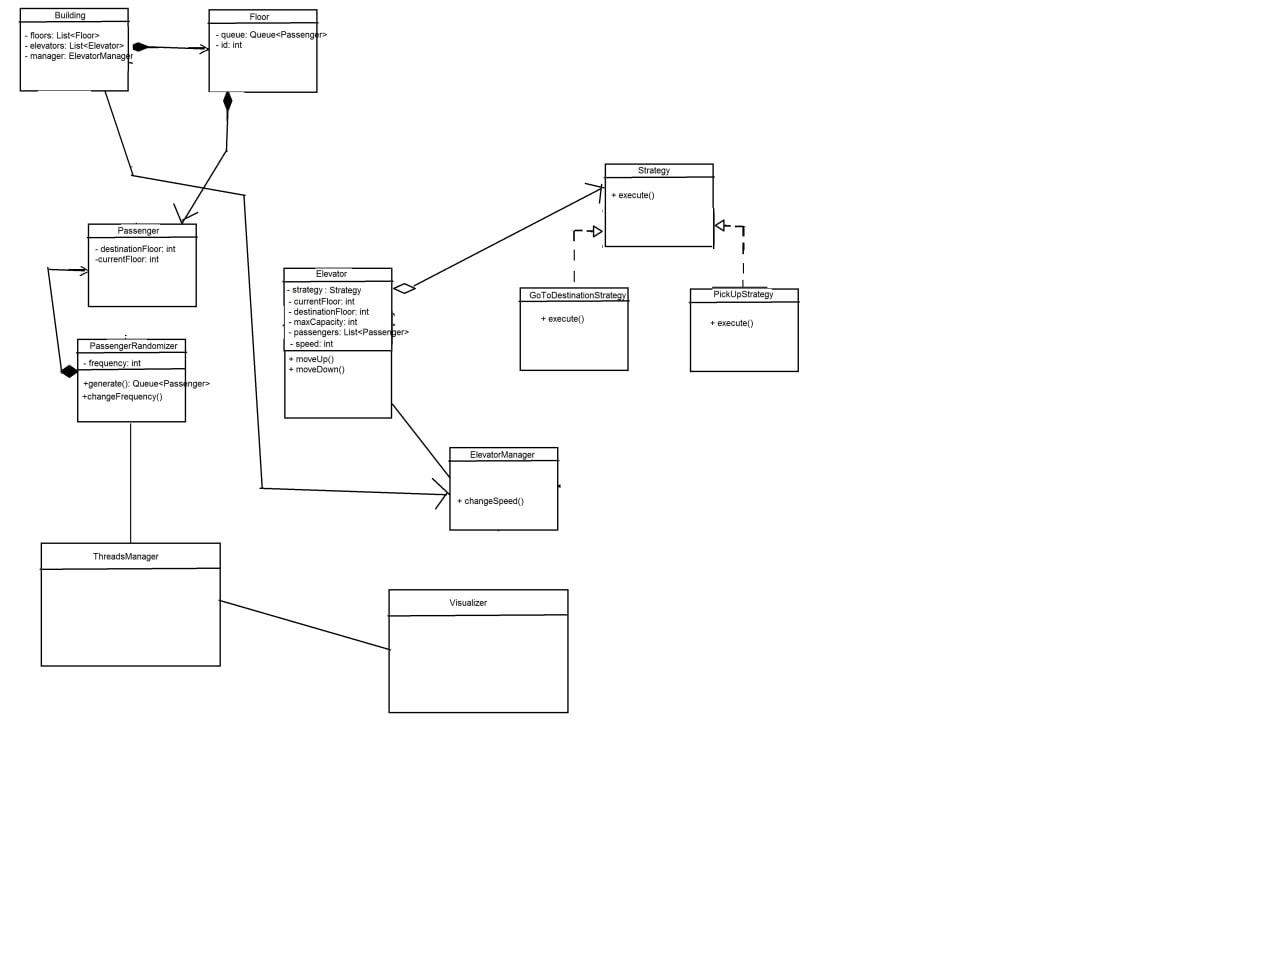 Building
- floors: List<Floor>
- elevators: List<Elevator>
- manager: ElevatorManager
Floor
- queue: Queue<Passenger>
- id: int
Strategy
+ execute()
Passenger
- destinationFloor: int
-currentFloor: int
Elevator
- strategy : Strategy
- currentFloor: int
- destinationFloor: int
- maxCapacity: int
- passengers: List<Passenger>
- speed: int
+ moveUp()
+ moveDown()
GoToDestinationStrategy
+ execute()
PickUpStrategy
+ execute()
PassengerRandomizer
- frequency: int
+generate(): Queue<Passenger>
+changeFrequency()
ElevatorManager
+ changeSpeed()
ThreadsManager
Visualizer